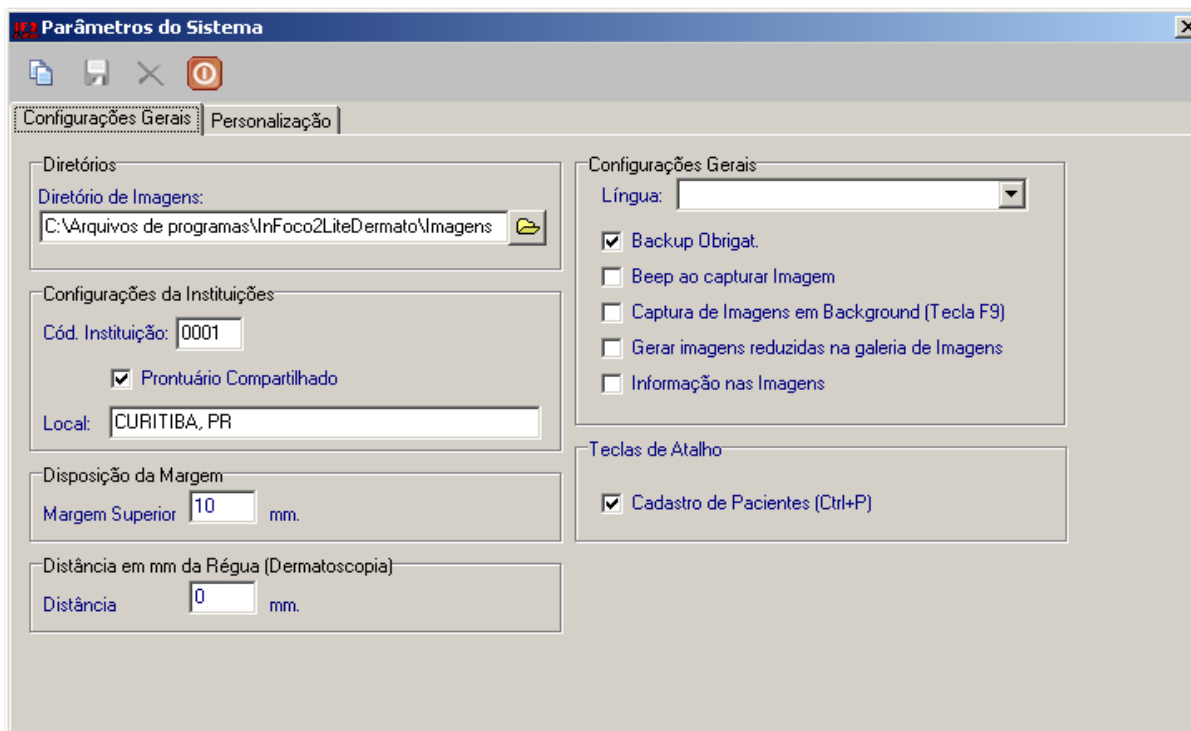 Parâmetros do Sistema
Configurações Gerais
Personalização
Diretórios
Diretório de Imagens:
C:\Arquivos de programas\InFoco2LiteDermato\Imagens
Configurações da Instituições
Cód. Instituição: 0001
Prontuário Compartilhado
Local: CURITIBA, PR
Disposição da Margem
Margem Superior 10 mm.
Distância em mm da Régua (Dermatoscopia)
Distância 0 mm.
Configurações Gerais
Língua:
Backup Obrigat.
Beep ao capturar Imagem
Captura de Imagens em Background (Tecla F9)
Gerar imagens reduzidas na galeria de Imagens
Informação nas Imagens
Teclas de Atalho
Cadastro de Pacientes (Ctrl+P)